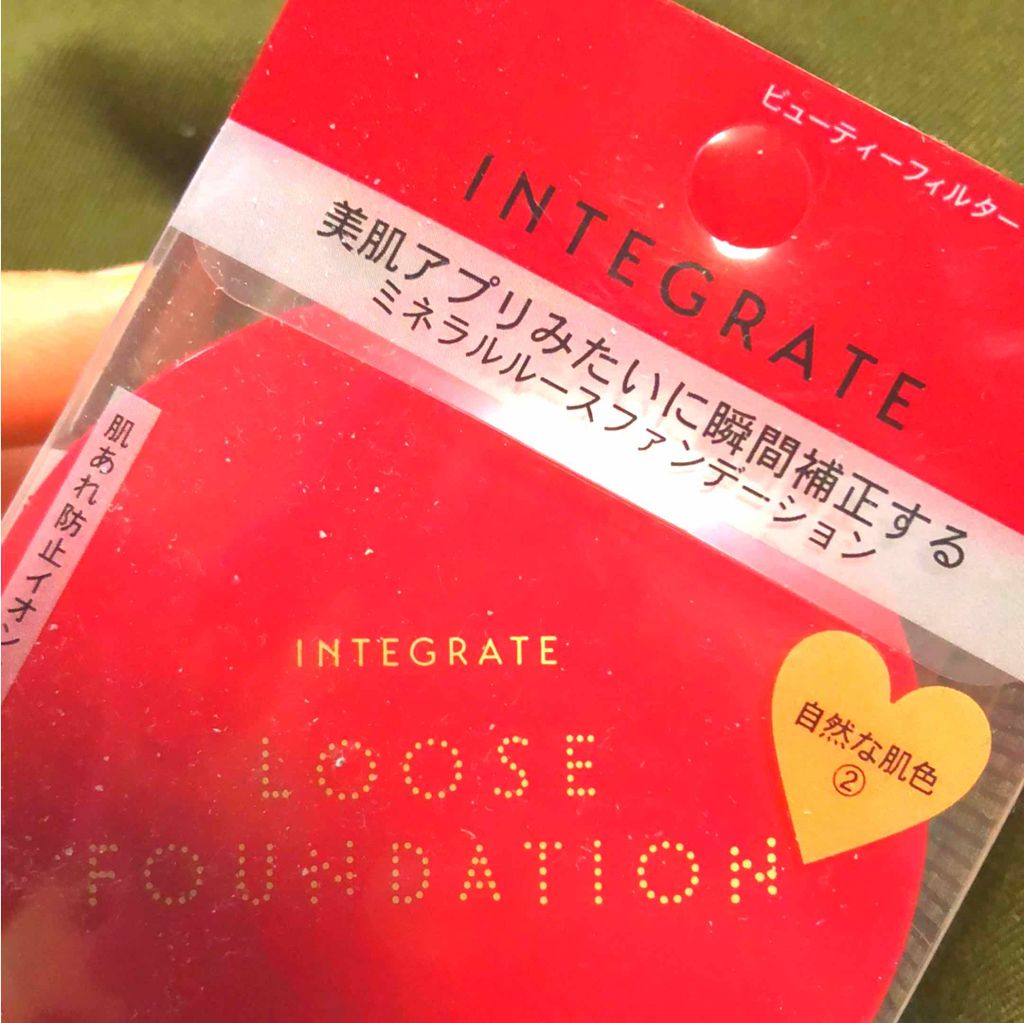 ビューティーフィルター
INTEGRATE
美肌アプリみたいに瞬間補正する
ミネラルルースファンデーション
肌あれ防止イオン
INTEGRATE
LOOSE
FOUNDATION
自然な肌色
②